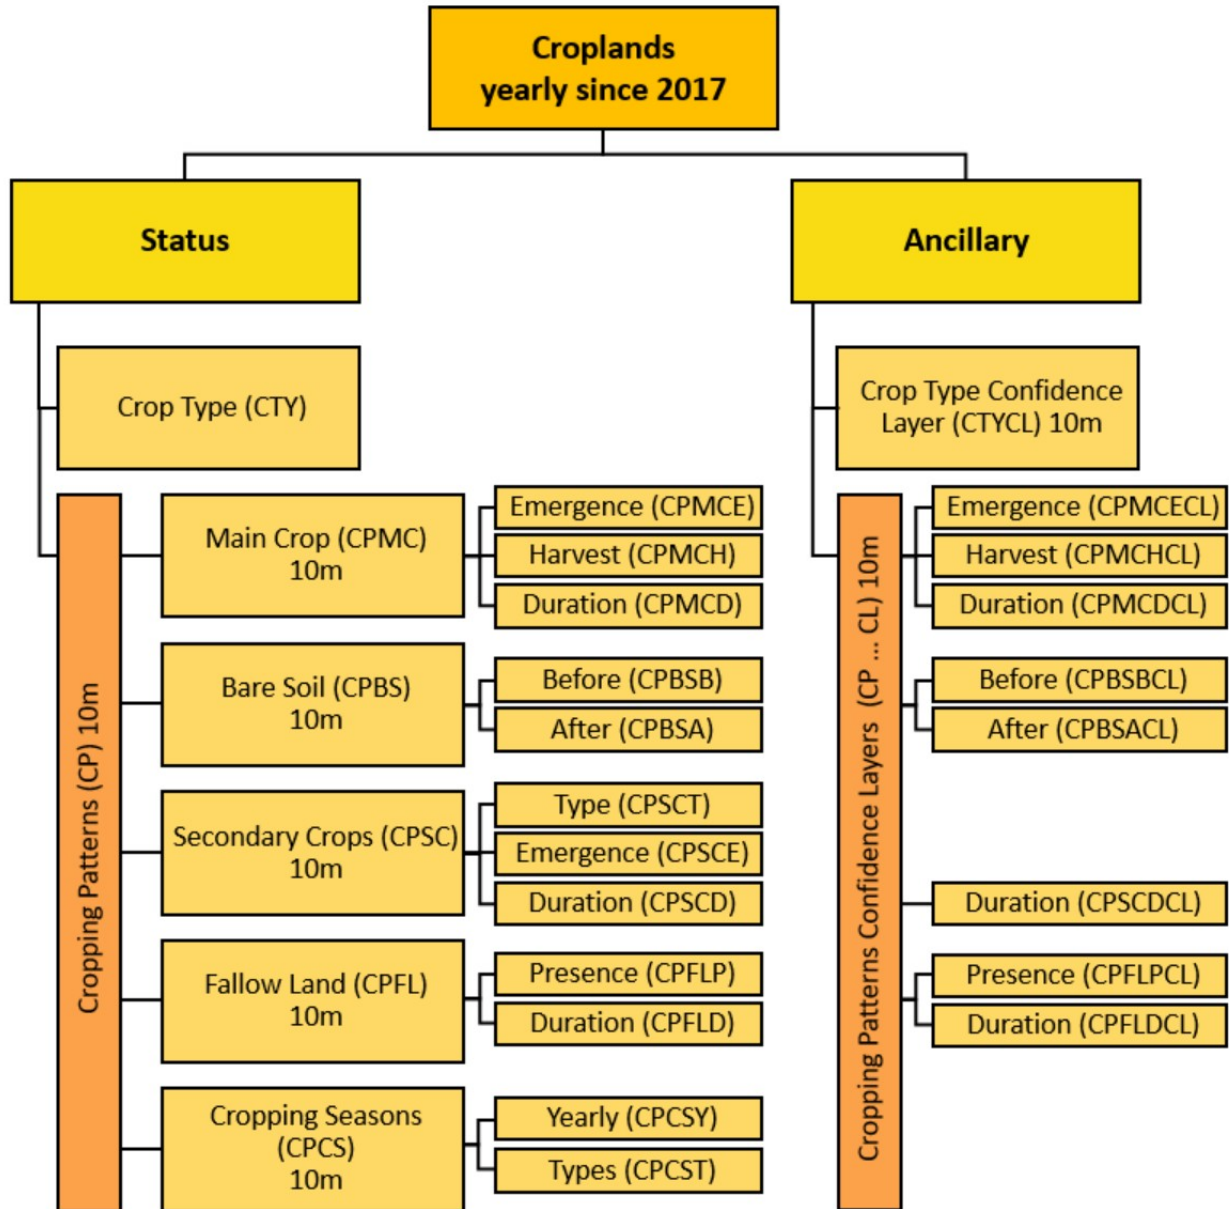 Croplands
yearly since 2017
Status
Crop Type (CTY)
Cropping Patterns (CP) 10m
Main Crop (CPMC)
10m
Emergence (CPMCE)
Harvest (CPMCH)
Duration (CPMCD)
Bare Soil (CPBS)
10m
Before (CPBSB)
After (CPBSA)
Secondary Crops (CPSC)
10m
Type (CPSCT)
Emergence (CPSCE)
Duration (CPSCD)
Fallow Land (CPFL)
10m
Presence (CPFLP)
Duration (CPFLD)
Cropping Seasons
(CPCS)
10m
Yearly (CPCSY)
Types (CPCST)
Ancillary
Crop Type Confidence
Layer (CTYCL) 10m
Cropping Patterns Confidence Layers (CP ... CL) 10m
Emergence (CPMCECL)
Harvest (CPMCHCL)
Duration (CPMCDCL)
Before (CPBSBCL)
After (CPBSACL)
Duration (CPSCDCL)
Presence (CPFLPCL)
Duration (CPFLDCL)